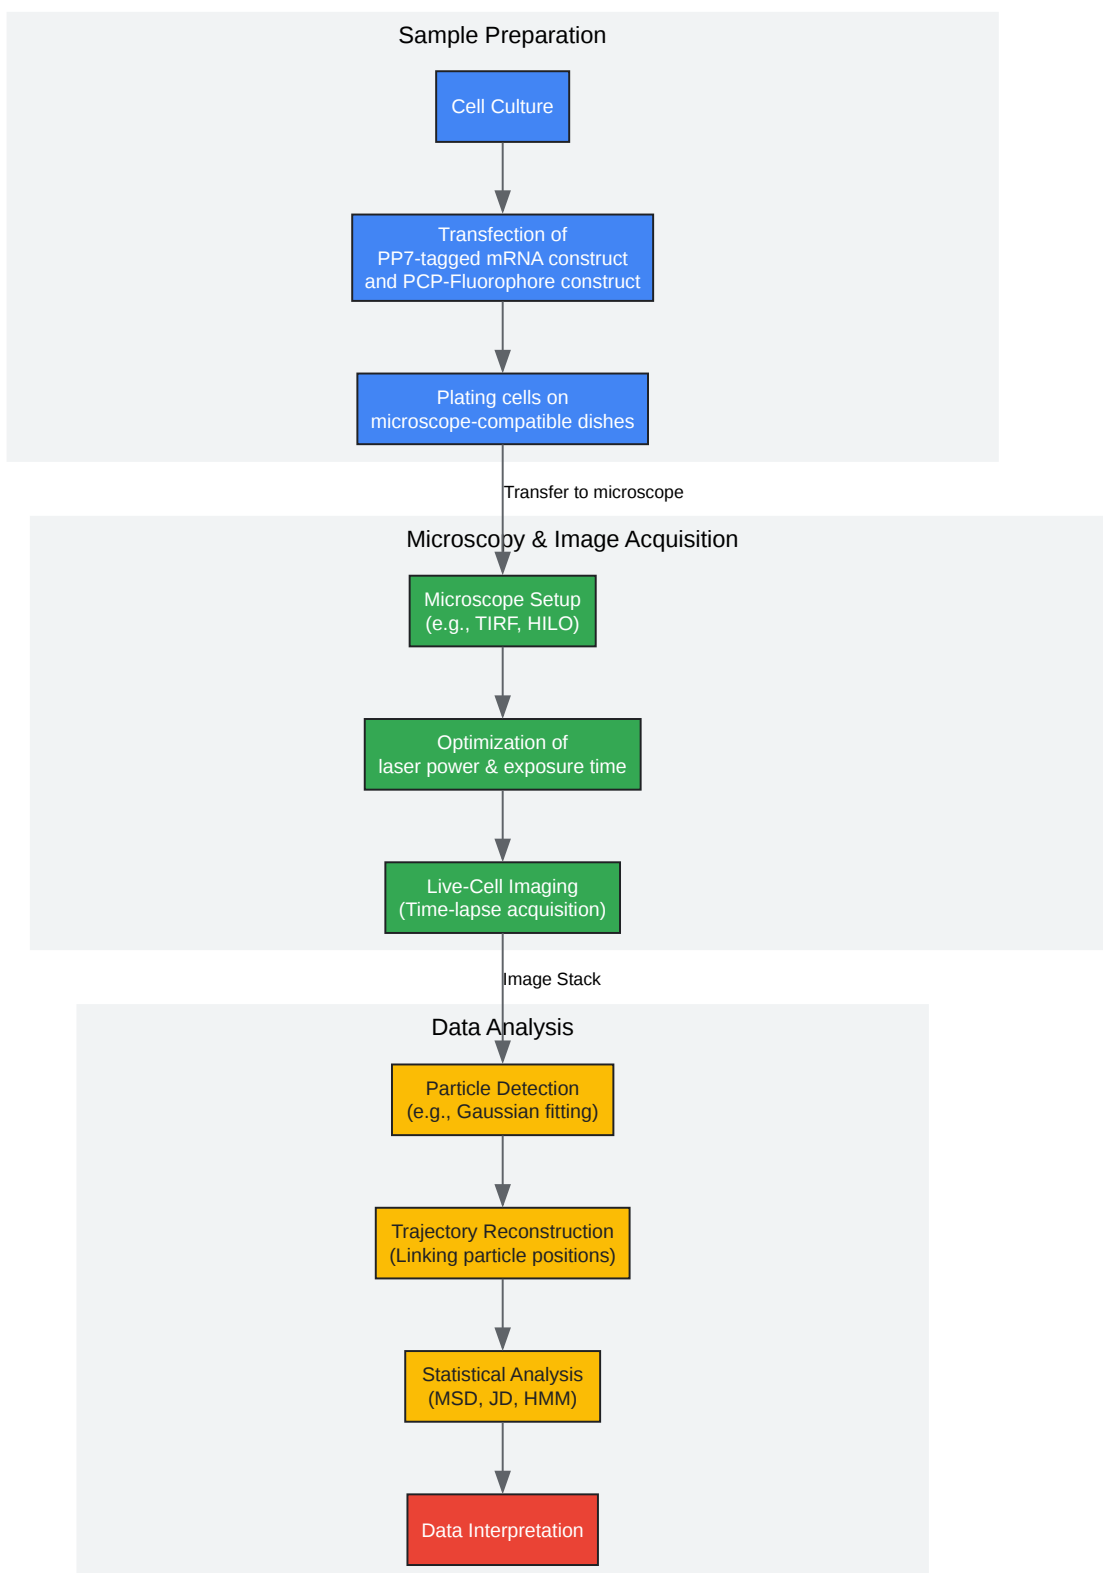 Sample Preparation
Cell Culture
Transfection of
PP7-tagged mRNA construct
and PCP-Fluorophore construct
Plating cells on
microscope-compatible dishes
Transfer to microscope
Microscopy & Image Acquisition
Microscope Setup
(e.g., TIRF, HILO)
Optimization of
laser power & exposure time
Live-Cell Imaging
(Time-lapse acquisition)
Image Stack
Data Analysis
Particle Detection
(e.g., Gaussian fitting)
Trajectory Reconstruction
(Linking particle positions)
Statistical Analysis
(MSD, JD, HMM)
Data Interpretation